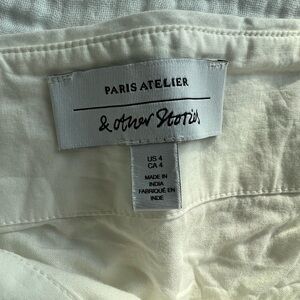 PARIS ATELIER
& other Stories
US 4
CA 4
MADE IN
INDIA
FABRIQUÉ EN
INDE